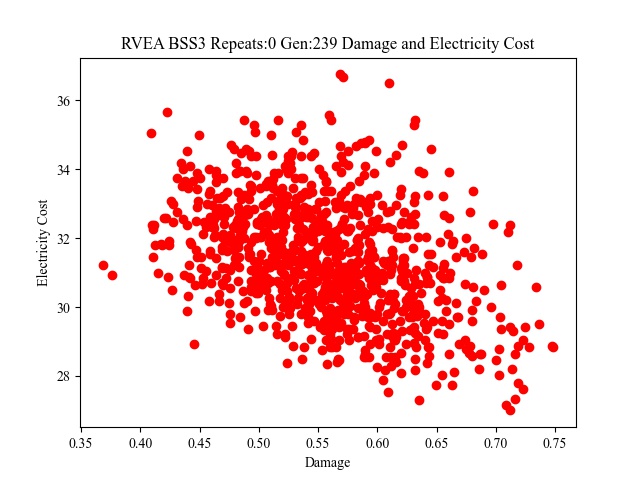 RVEA BSS3 Repeats:0 Gen:239 Damage and Electricity Cost
36
34
32
30
28
Electricity Cost
0.35 0.40 0.45 0.50 0.55 0.60 0.65 0.70 0.75
Damage